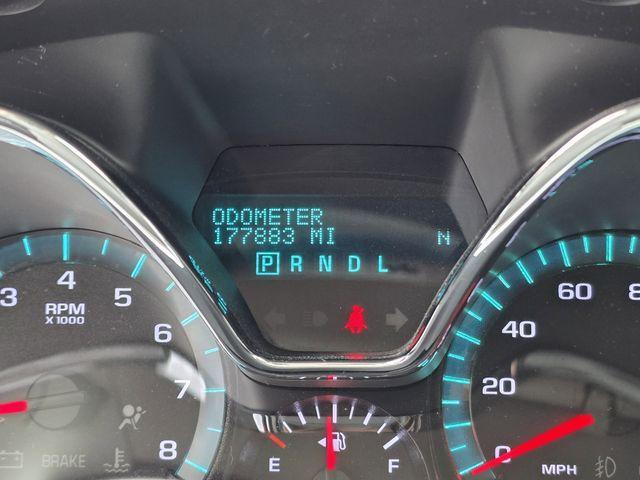 ODOMETER
177883 MI N
P R N D L
3 4 5 6 7 8
RPM
X1000
BRAKE
E F
0 20 40 60
MPH